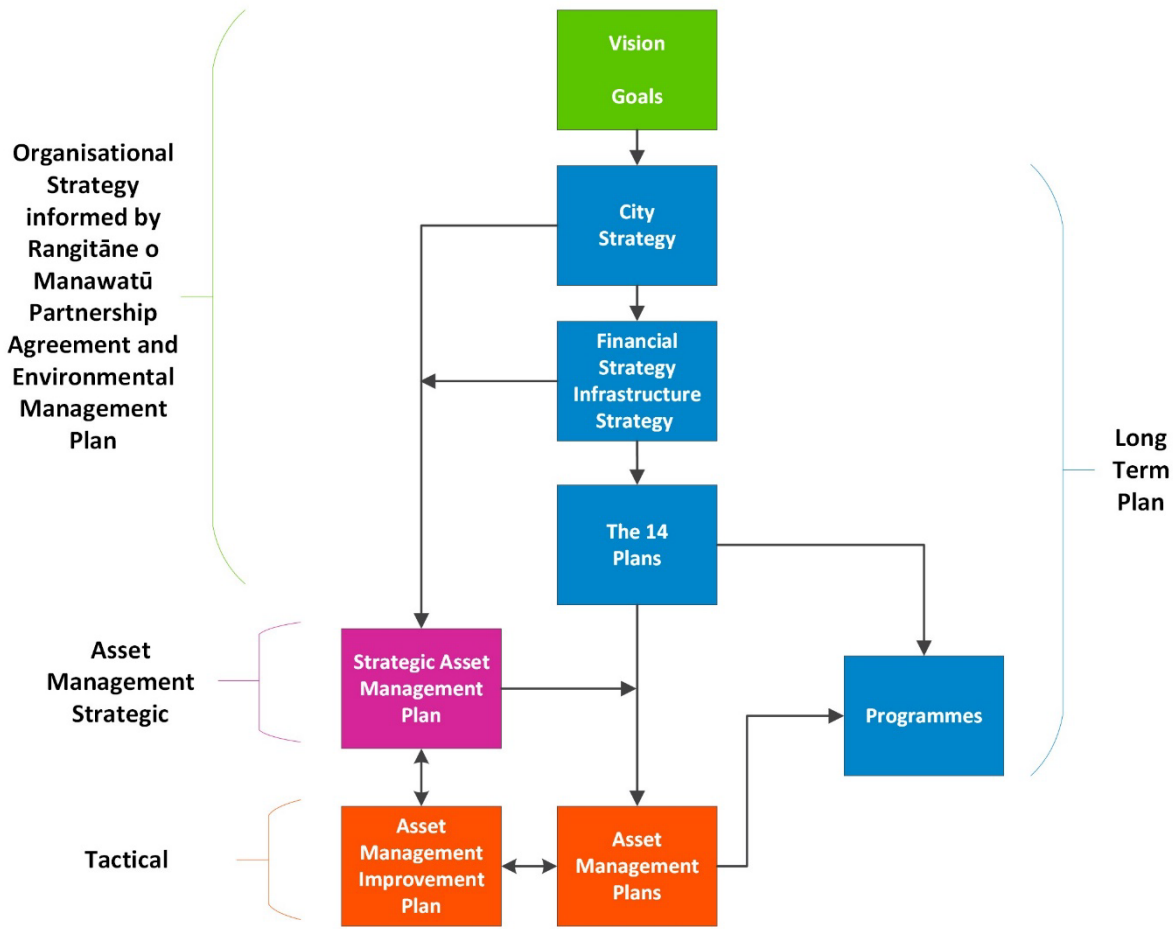 Vision
Goals
City
Strategy
Financial
Strategy
Infrastructure
Strategy
The 14
Plans
Organisational
Strategy
informed by
Rangitāne o
Manawatū
Partnership
Agreement and
Environmental
Management
Plan
Long
Term
Plan
Asset
Management
Strategic
Strategic Asset
Management
Plan
Programmes
Tactical
Asset
Management
Improvement
Plan
Asset
Management
Plans